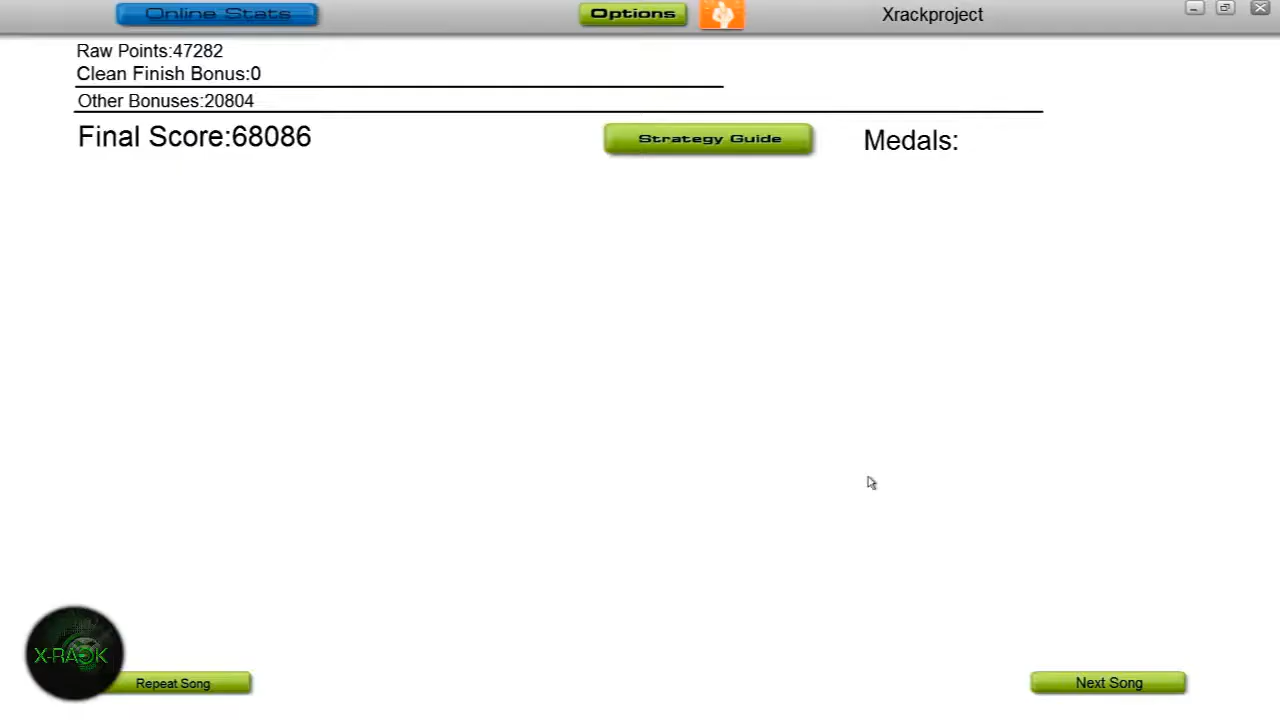 Online Stats
Options
Xrackproject
Raw Points:47282
Clean Finish Bonus:0
Other Bonuses:20804
Final Score:68086
Strategy Guide
Medals:
X-RACK
Repeat Song
Next Song